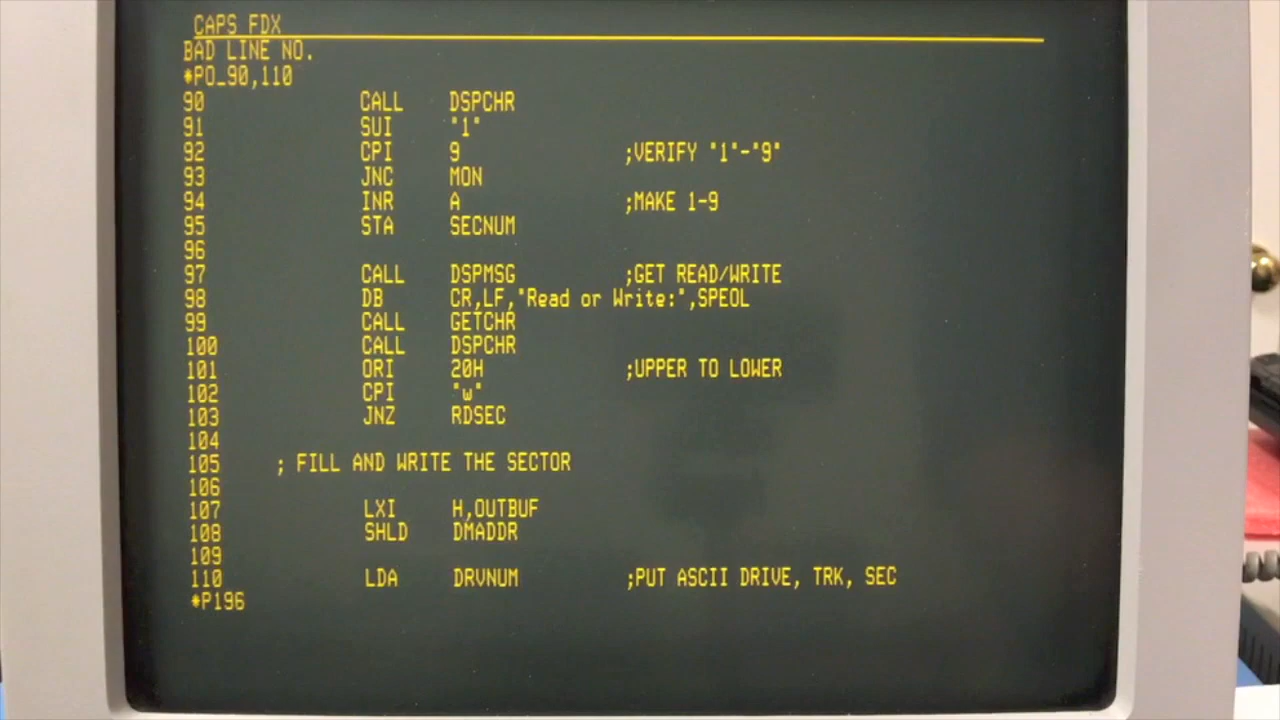 CAPS FDX
BAD LINE NO.
*PO_90,110
90 CALL DSPCHR
91 SUI "1"
92 CPI 9 ;VERIFY "1"-"9"
93 JNC MON
94 INR A ;MAKE 1-9
95 STA SECNUM
96
97 CALL DSPMSG ;GET READ/WRITE
98 DB CR,LF,"Read or Write:",SPEOL
99 CALL GETCHR
100 CALL DSPCHR
101 ORI 20H ;UPPER TO LOWER
102 CPI "w"
103 JNZ RDSEC
104
105 ; FILL AND WRITE THE SECTOR
106
107 LXI H,OUTBUF
108 SHLD DMADDR
109
110 LDA DRVNUM ;PUT ASCII DRIVE, TRK, SEC
*P196